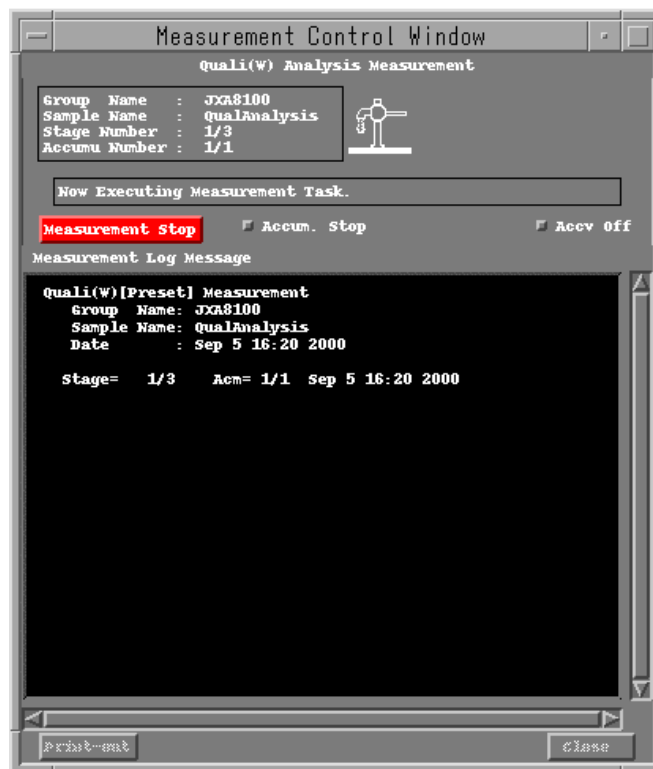 Measurement Control Window
Quali(W) Analysis Measurement
Group Name : JXA8100
Sample Name : QualAnalysis
Stage Number : 1/3
Accumu Number : 1/1
Now Executing Measurement Task.
Measurement Stop Accum. Stop Accv Off
Measurement Log Message
Quali(W)[Preset] Measurement
Group Name: JXA8100
Sample Name: QualAnalysis
Date : Sep 5 16:20 2000
Stage= 1/3 Acm= 1/1 Sep 5 16:20 2000
Print-out Close